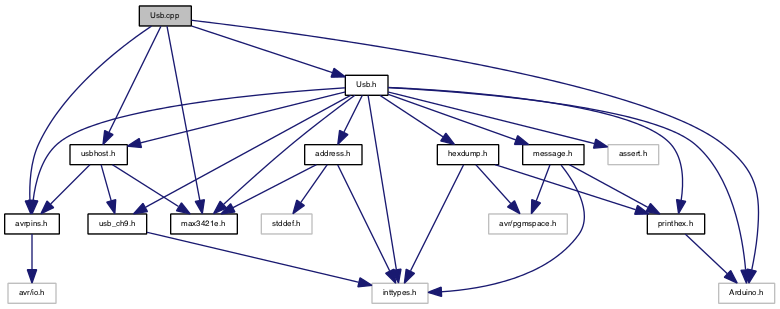 Usb.cpp
Usb.h
usbhost.h
address.h
hexdump.h
message.h
assert.h
avrpins.h
usb_ch9.h
max3421e.h
stddef.h
avr/pgmspace.h
printhex.h
avr/io.h
inttypes.h
Arduino.h